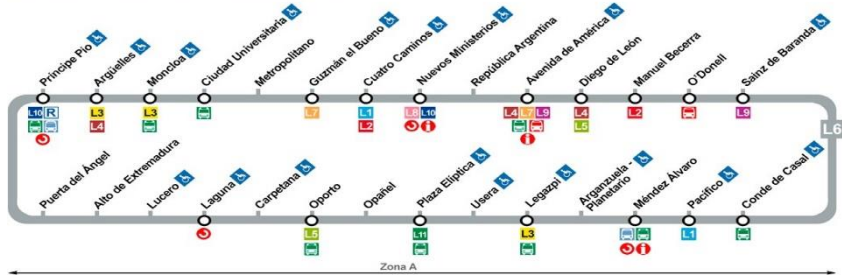 Príncipe Pío
Argüelles
Moncloa
Ciudad Universitaria
Metropolitano
Guzmán el Bueno
Cuatro Caminos
Nuevos Ministerios
República Argentina
Avenida de América
Diego de León
Manuel Becerra
O'Donell
Sainz de Baranda
L10 R
L3
L4
L3
L7
L1
L2
L8 L10
L4 L7 L9
L4
L5
L2
L9
L6
Puerta del Ángel
Alto de Extremadura
Lucero
Laguna
Carpetana
Oporto
Opañel
Plaza Elíptica
Usera
Legazpi
Arganzuela -
Planetario
Méndez Álvaro
Pacífico
Conde de Casal
L5
L11
L3
L1
Zona A